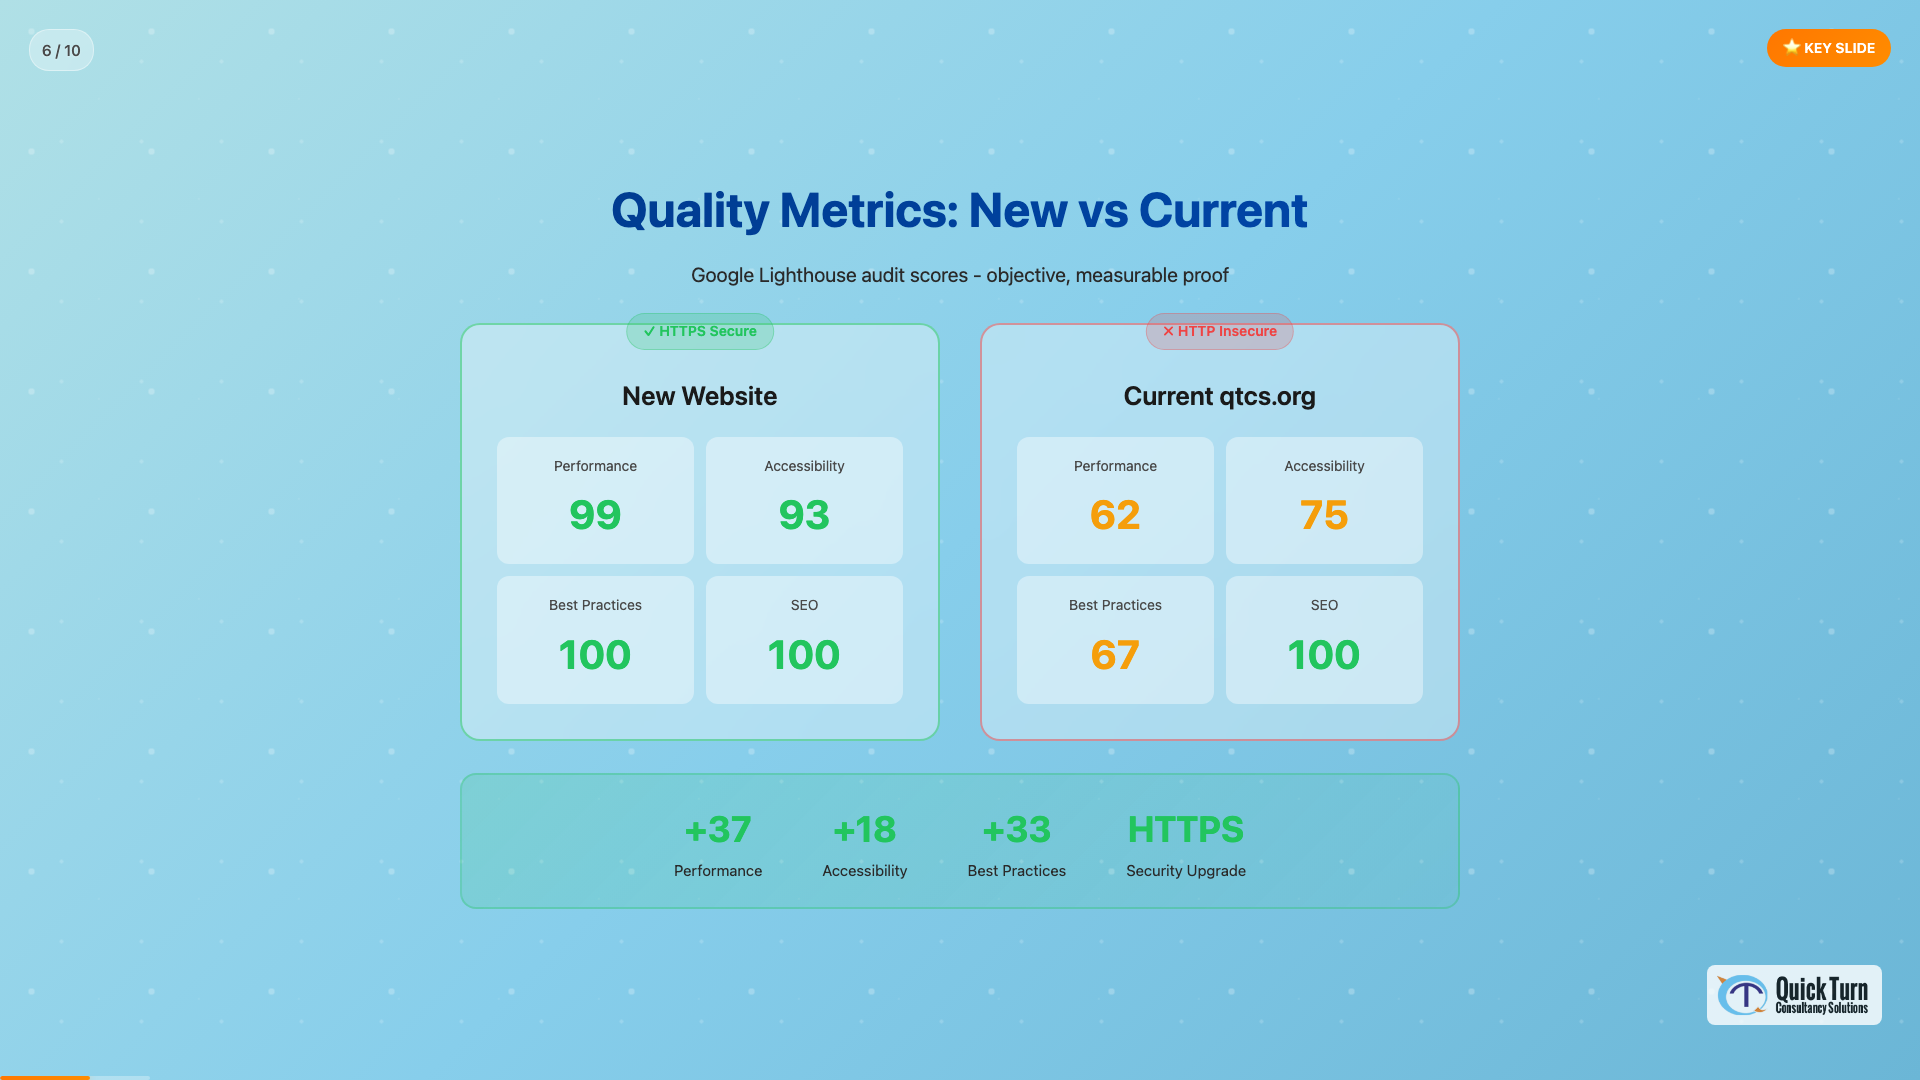 6 / 10
⭐ KEY SLIDE
Quality Metrics: New vs Current
Google Lighthouse audit scores - objective, measurable proof
✓ HTTPS Secure
New Website
Performance
99
Accessibility
93
Best Practices
100
SEO
100
✕ HTTP Insecure
Current qtcs.org
Performance
62
Accessibility
75
Best Practices
67
SEO
100
+37
Performance
+18
Accessibility
+33
Best Practices
HTTPS
Security Upgrade
Quick Turn
Consultancy Solutions